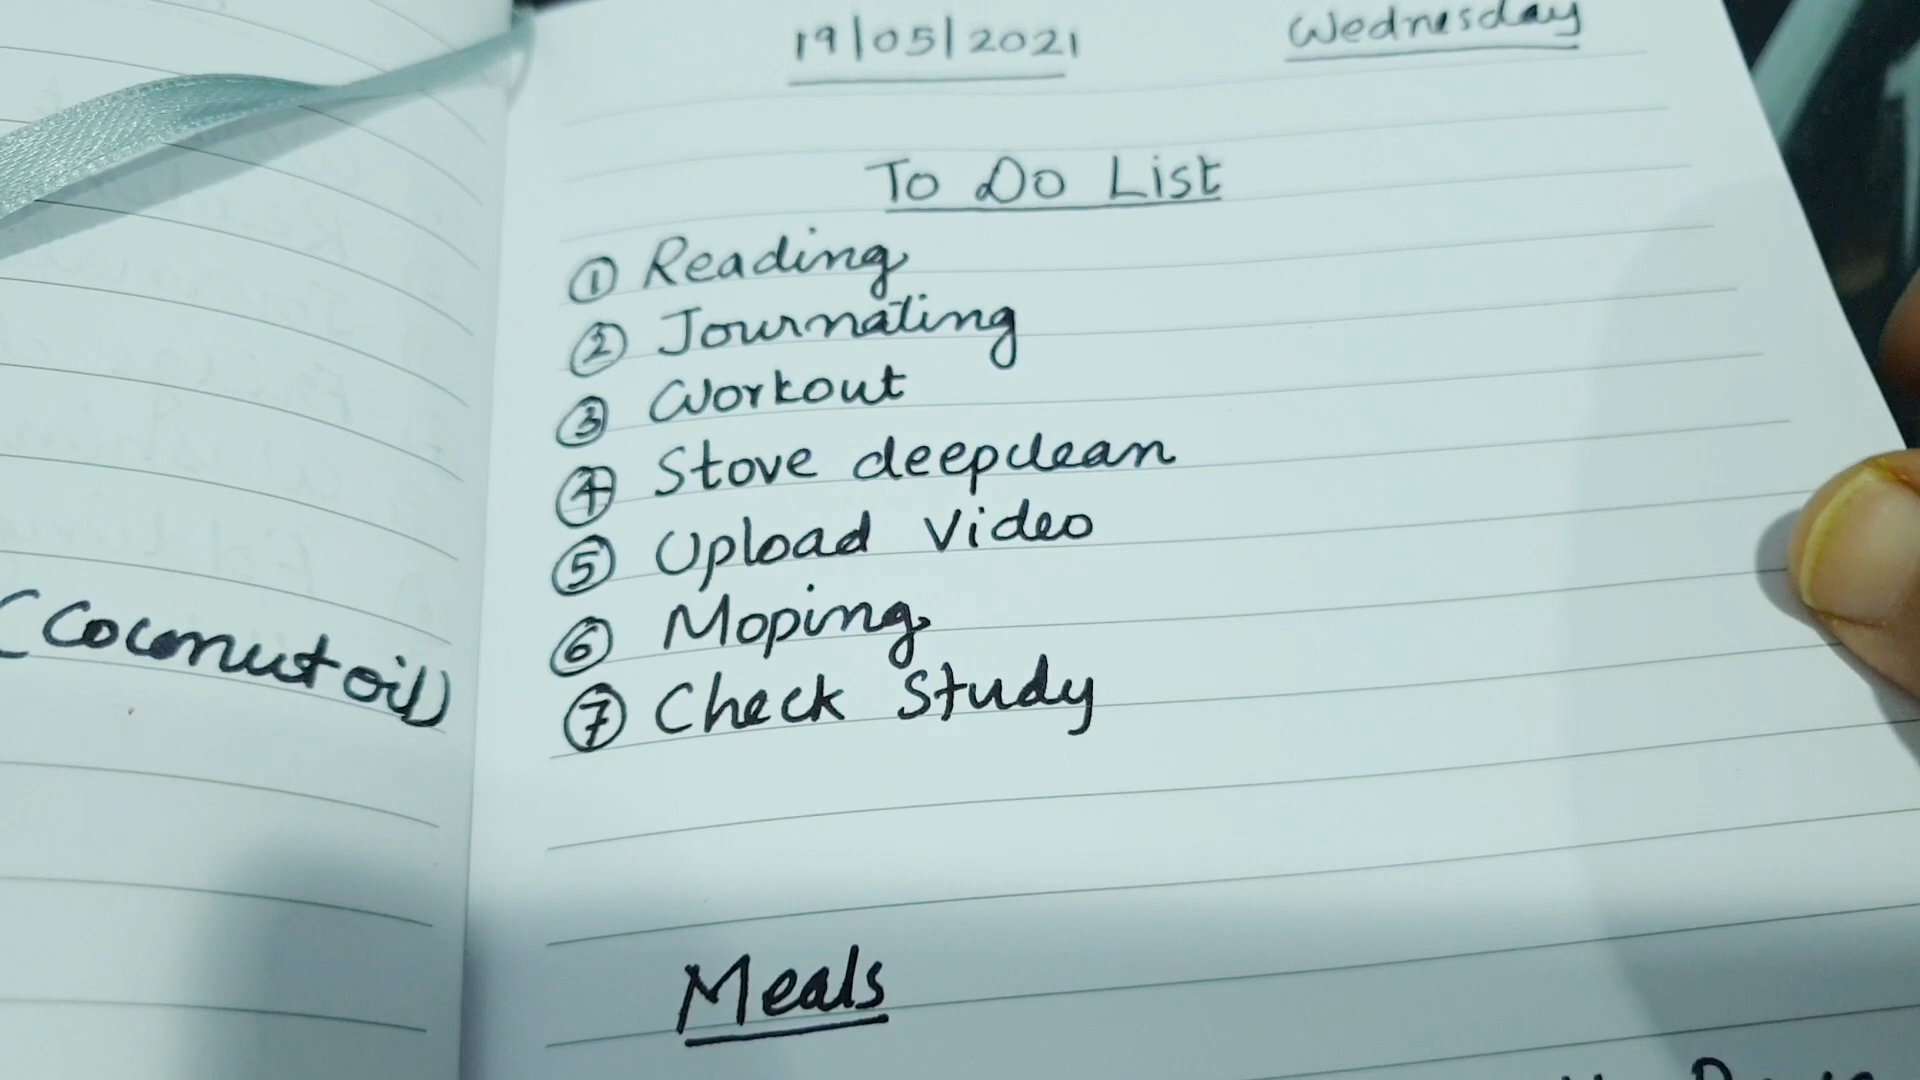 (Coconut oil)
19/05/2021 Wednesday
To Do List
① Reading
② Journaling
③ Workout
④ Stove deepclean
⑤ Upload Video
⑥ Moping
⑦ Check Study
Meals